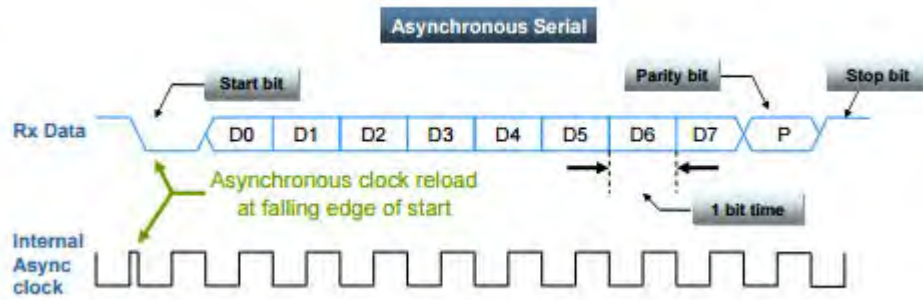 Asynchronous Serial
Start bit
Parity bit
Stop bit
Rx Data
D0 D1 D2 D3 D4 D5 D6 D7 P
Asynchronous clock reload
at falling edge of start
1 bit time
Internal
Async
clock